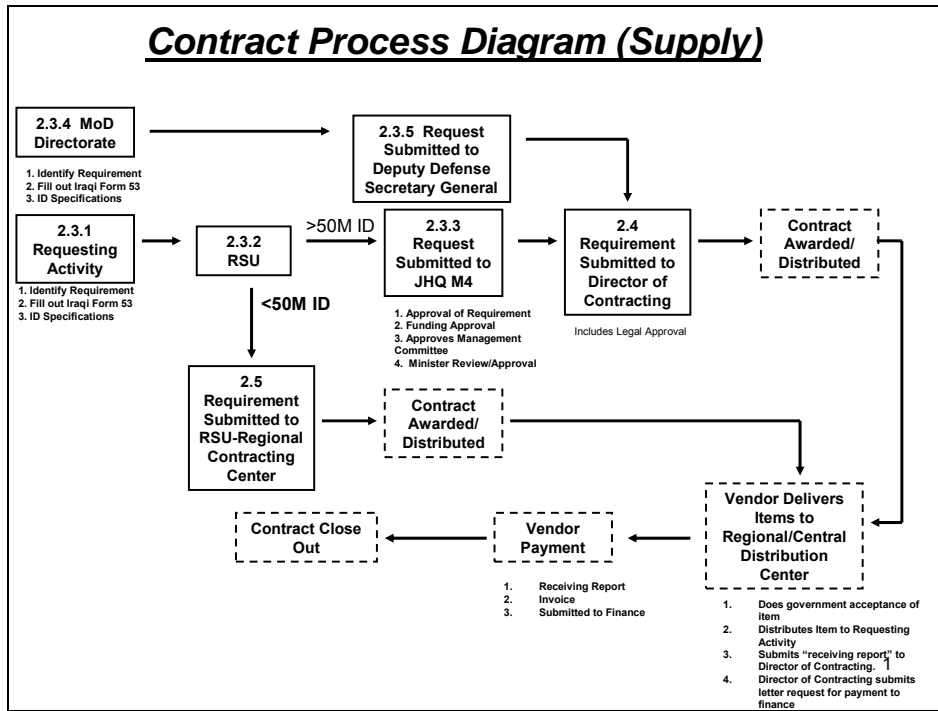 Contract Process Diagram (Supply)
2.3.4 MoD
Directorate
1. Identify Requirement
2. Fill out Iraqi Form 53
3. ID Specifications
2.3.5 Request
Submitted to
Deputy Defense
Secretary General
2.3.1
Requesting
Activity
1. Identify Requirement
2. Fill out Iraqi Form 53
3. ID Specifications
2.3.2
RSU
>50M ID
<50M ID
2.3.3
Request
Submitted to
JHQ M4
1. Approval of Requirement
2. Funding Approval
3. Approves Management
Committee
4. Minister Review/Approval
2.4
Requirement
Submitted to
Director of
Contracting
Includes Legal Approval
Contract
Awarded/
Distributed
2.5
Requirement
Submitted to
RSU-Regional
Contracting
Center
Contract
Awarded/
Distributed
Vendor Delivers
Items to
Regional/Central
Distribution
Center
1. Does government acceptance of
item
2. Distributes Item to Requesting
Activity
3. Submits “receiving report” to
Director of Contracting.
4. Director of Contracting submits
letter request for payment to
finance
Vendor
Payment
1. Receiving Report
2. Invoice
3. Submitted to Finance
Contract Close
Out
1